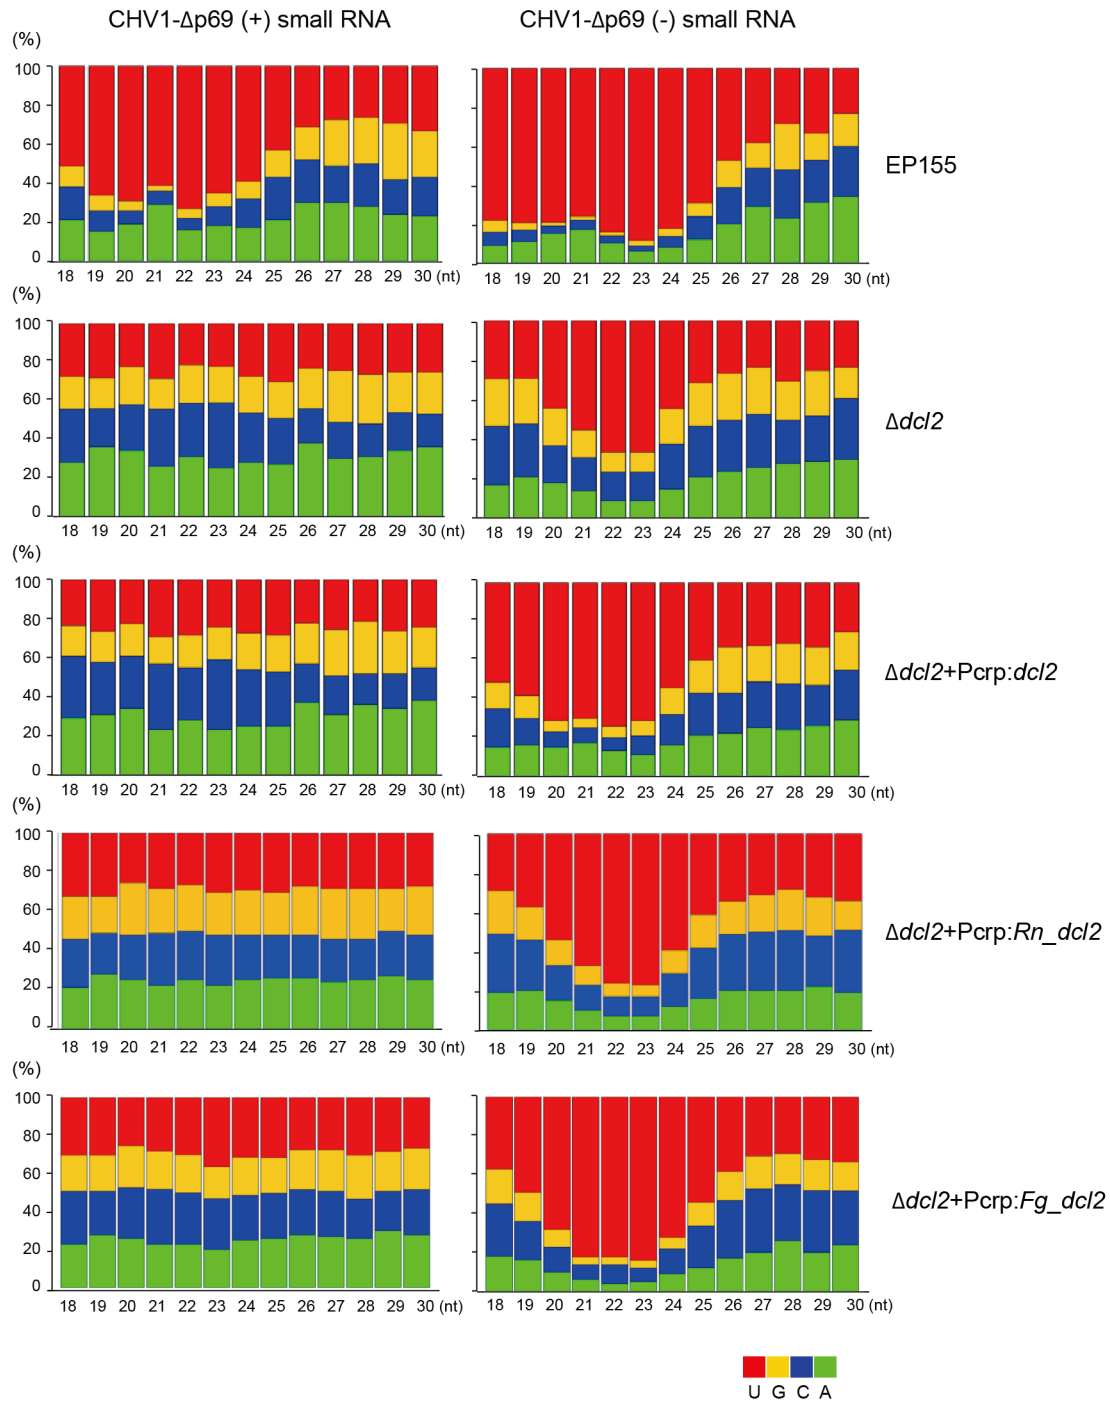 CHV1-Δp69 (+) small RNA CHV1-Δp69 (-) small RNA
(%)
100
80
60
40
20
0
18 19 20 21 22 23 24 25 26 27 28 29 30 (nt)
18 19 20 21 22 23 24 25 26 27 28 29 30 (nt)
EP155
(%)
100
80
60
40
20
0
18 19 20 21 22 23 24 25 26 27 28 29 30 (nt)
18 19 20 21 22 23 24 25 26 27 28 29 30 (nt)
Δdcl2
(%)
100
80
60
40
20
0
18 19 20 21 22 23 24 25 26 27 28 29 30 (nt)
18 19 20 21 22 23 24 25 26 27 28 29 30 (nt)
Δdcl2+Pcrp:dcl2
(%)
100
80
60
40
20
0
18 19 20 21 22 23 24 25 26 27 28 29 30 (nt)
18 19 20 21 22 23 24 25 26 27 28 29 30 (nt)
Δdcl2+Pcrp:Rn_dcl2
(%)
100
80
60
40
20
0
18 19 20 21 22 23 24 25 26 27 28 29 30 (nt)
18 19 20 21 22 23 24 25 26 27 28 29 30 (nt)
Δdcl2+Pcrp:Fg_dcl2
U G C A